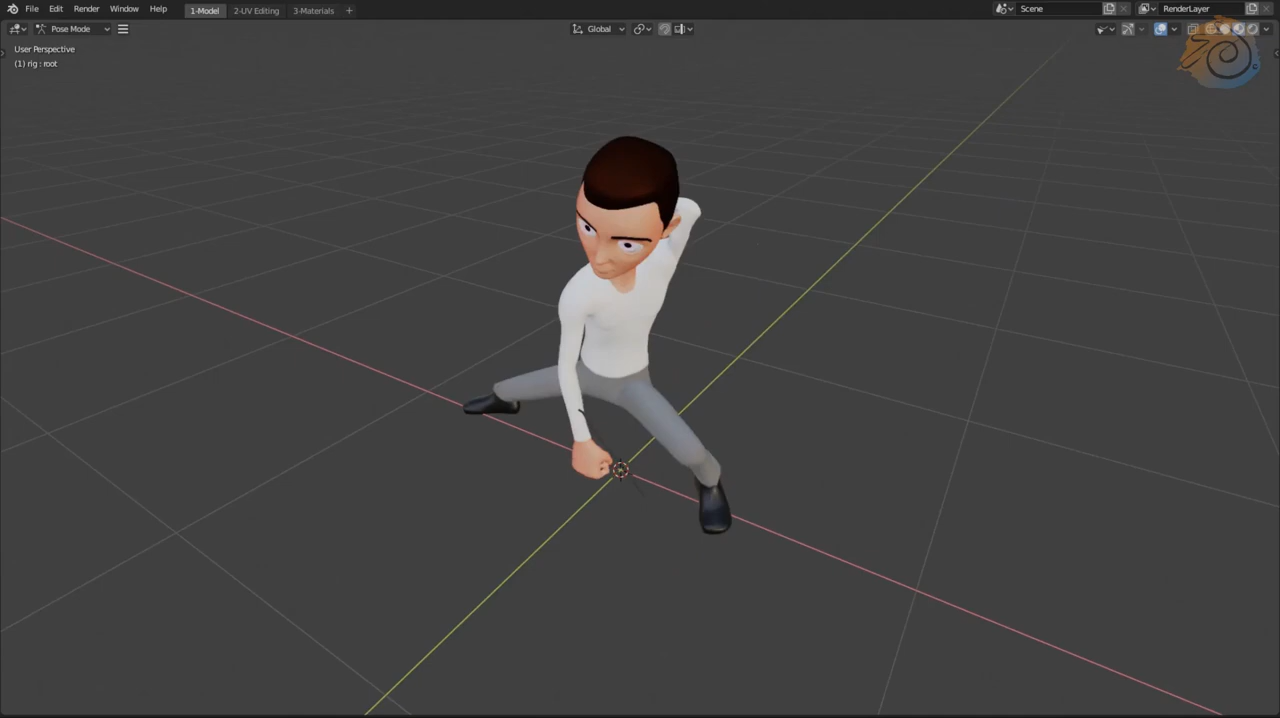 File Edit Render Window Help 1-Model 2-UV Editing 3-Materials + Scene RenderLayer
Pose Mode Global
User Perspective
(1) rig : root